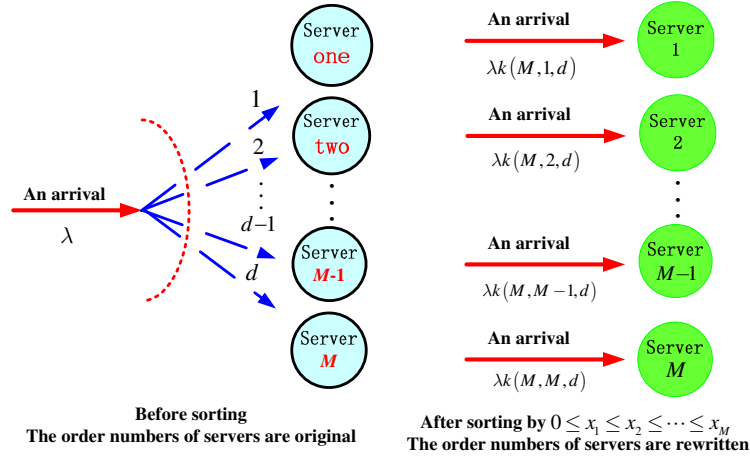 Server
one
1
Server
two
2
An arrival
λ
⋮
d−1
⋮
Server
M-1
d
Server
M
Before sorting
The order numbers of servers are original
An arrival
λk(M,1,d)
Server
1
An arrival
λk(M,2,d)
Server
2
⋮
An arrival
λk(M,M−1,d)
Server
M−1
An arrival
λk(M,M,d)
Server
M
After sorting by 0 ≤ x₁ ≤ x₂ ≤ ⋯ ≤ x_M
The order numbers of servers are rewritten